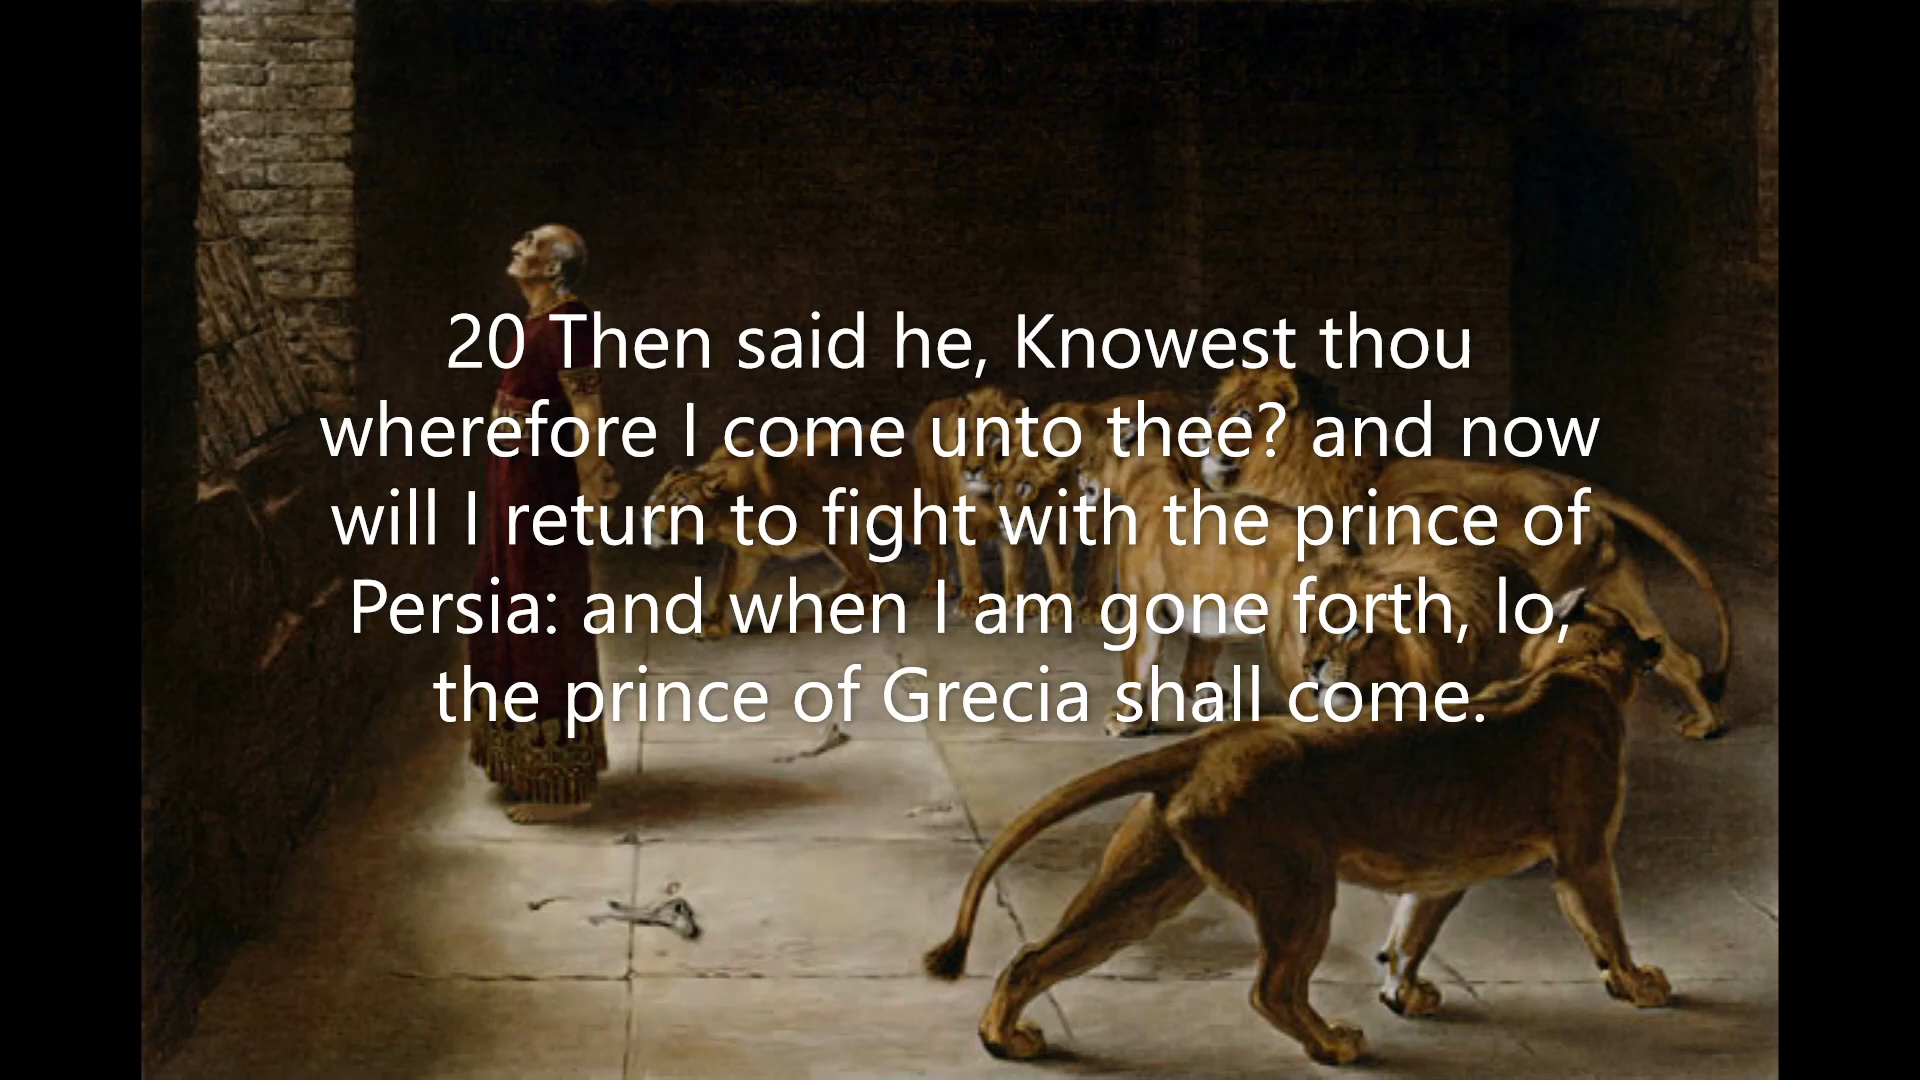 20 Then said he, Knowest thou
wherefore I come unto thee? and now
will I return to fight with the prince of
Persia: and when I am gone forth, lo,
the prince of Grecia shall come.